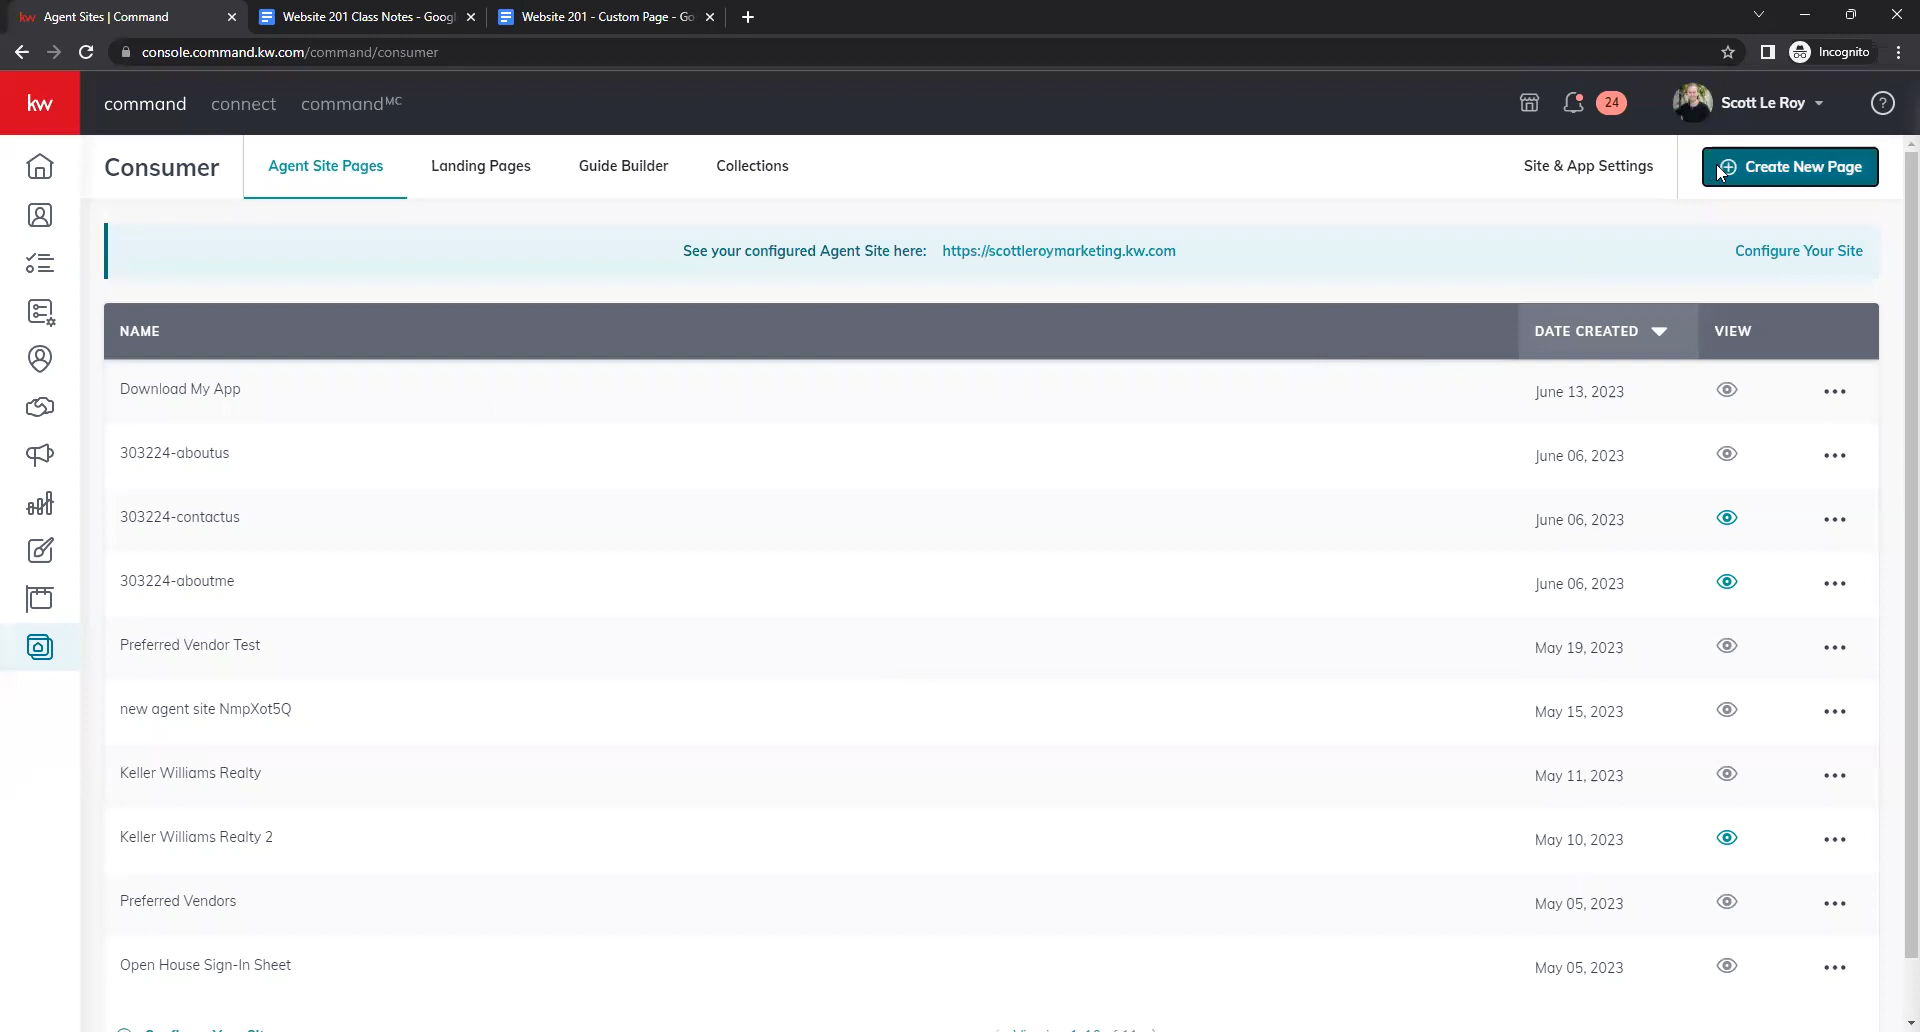 Agent Sites | Command
Website 201 Class Notes - Googl
Website 201 - Custom Page - Go
console.command.kw.com/command/consumer
Incognito
kw
command connect command MC
24
Scott Le Roy
Consumer
Agent Site Pages
Landing Pages
Guide Builder
Collections
Site & App Settings
Create New Page
See your configured Agent Site here: https://scottleroymarketing.kw.com
Configure Your Site
NAME DATE CREATED VIEW
Download My App June 13, 2023
303224-aboutus June 06, 2023
303224-contactus June 06, 2023
303224-aboutme June 06, 2023
Preferred Vendor Test May 19, 2023
new agent site NmpXot5Q May 15, 2023
Keller Williams Realty May 11, 2023
Keller Williams Realty 2 May 10, 2023
Preferred Vendors May 05, 2023
Open House Sign-In Sheet May 05, 2023